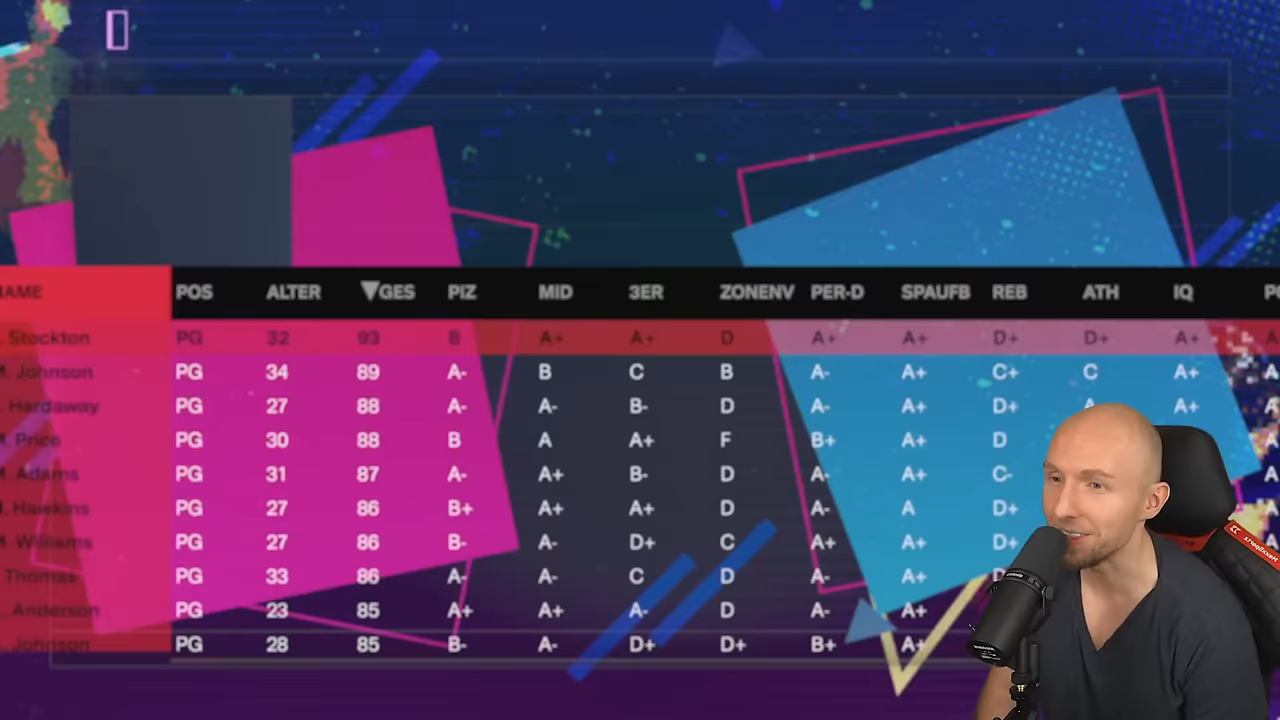 AME POS ALTER ▼GES PIZ MID 3ER ZONENV PER-D SPAUFB REB ATH IQ
. Stockton PG 32 93 B A+ A+ D A+ A+ D+ D+ A+
M. Johnson PG 34 89 A- B C B A- A+ C+ C A+
. Hardaway PG 27 88 A- A- B- D A- A+ D+ A+
M. Price PG 30 88 B A A+ F B+ A+ D
M. Adams PG 31 87 A- A+ B- D A- A+ C-
. Hawkins PG 27 86 B+ A+ A+ D A- A D+
M. Williams PG 27 86 B- A- D+ C A+ A+ D+
. Thomas PG 33 86 A- A- C D A- A+
. Anderson PG 23 85 A+ A+ A- D A- A+
. Johnson PG 28 85 B- A- D+ D+ B+ A+